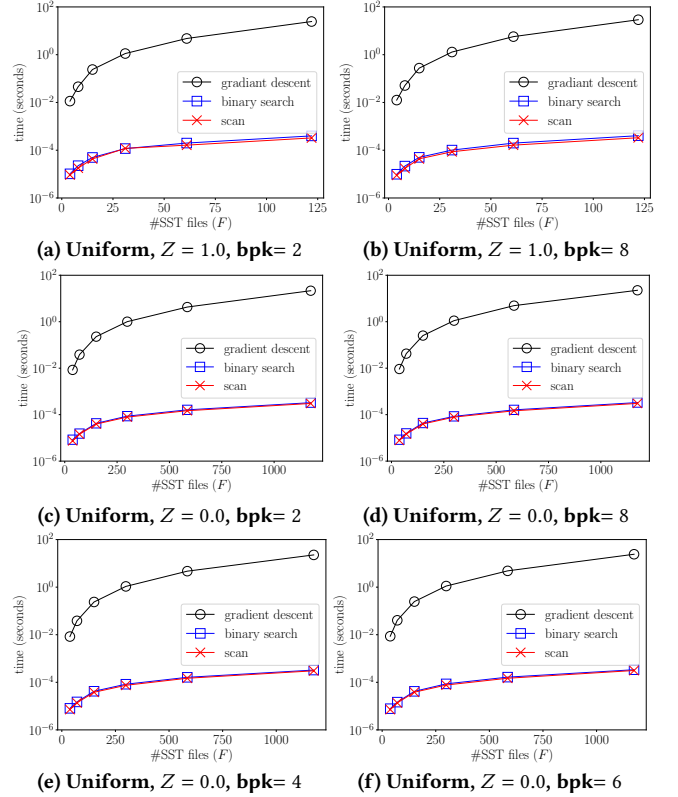 10^2
10^0
10^{-2}
10^{-4}
10^{-6}
time (seconds)
gradiant descent
binary search
scan
0 25 50 75 100 125
#SST files (F)
(a) Uniform, Z = 1.0, bpk= 2
10^2
10^0
10^{-2}
10^{-4}
10^{-6}
time (seconds)
gradiant descent
binary search
scan
0 25 50 75 100 125
#SST files (F)
(b) Uniform, Z = 1.0, bpk= 8
10^2
10^0
10^{-2}
10^{-4}
10^{-6}
time (seconds)
gradient descent
binary search
scan
0 250 500 750 1000
#SST files (F)
(c) Uniform, Z = 0.0, bpk= 2
10^2
10^0
10^{-2}
10^{-4}
10^{-6}
time (seconds)
gradient descent
binary search
scan
0 250 500 750 1000
#SST files (F)
(d) Uniform, Z = 0.0, bpk= 8
10^2
10^0
10^{-2}
10^{-4}
10^{-6}
time (seconds)
gradient descent
binary search
scan
0 250 500 750 1000
#SST files (F)
(e) Uniform, Z = 0.0, bpk= 4
10^2
10^0
10^{-2}
10^{-4}
10^{-6}
time (seconds)
gradient descent
binary search
scan
0 250 500 750 1000
#SST files (F)
(f) Uniform, Z = 0.0, bpk= 6